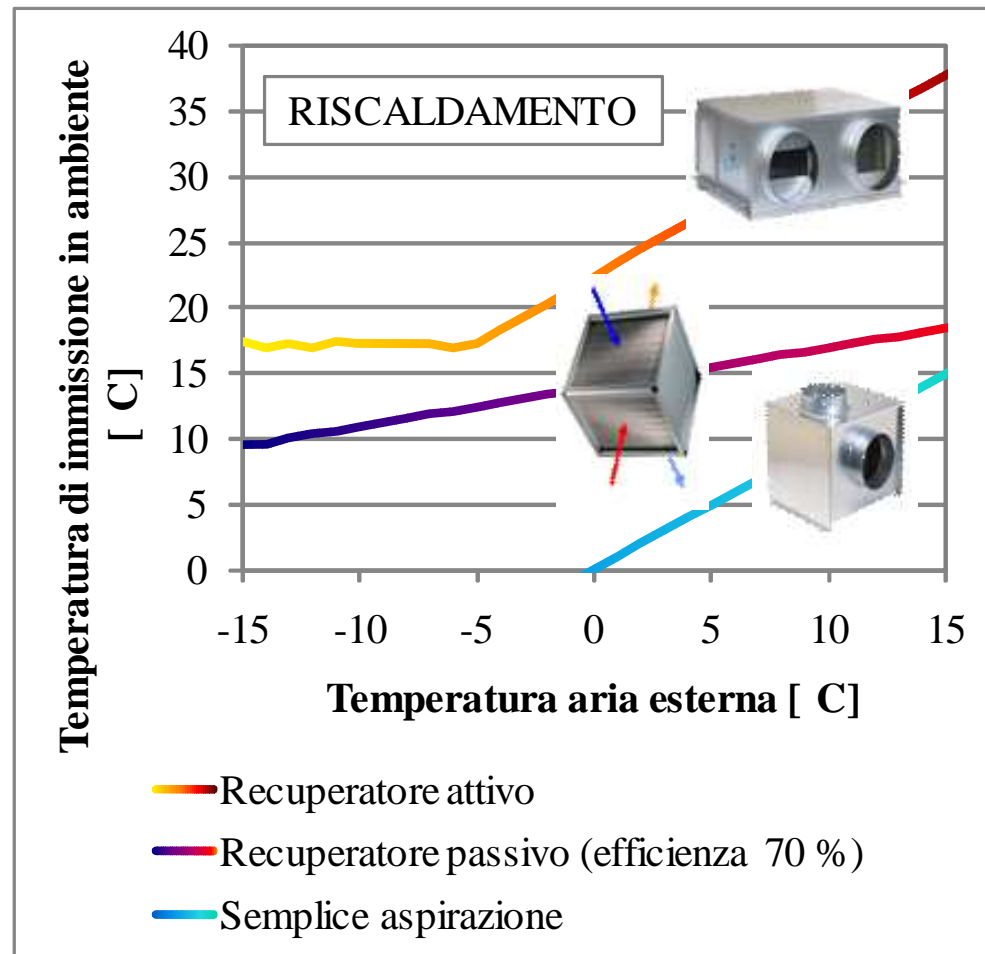 Temperatura di immissione in ambiente
[ C]
40
35
30
25
20
15
10
5
0
RISCALDAMENTO
-15 -10 -5 0 5 10 15
Temperatura aria esterna [ C]
Recuperatore attivo
Recuperatore passivo (efficienza 70 %)
Semplice aspirazione